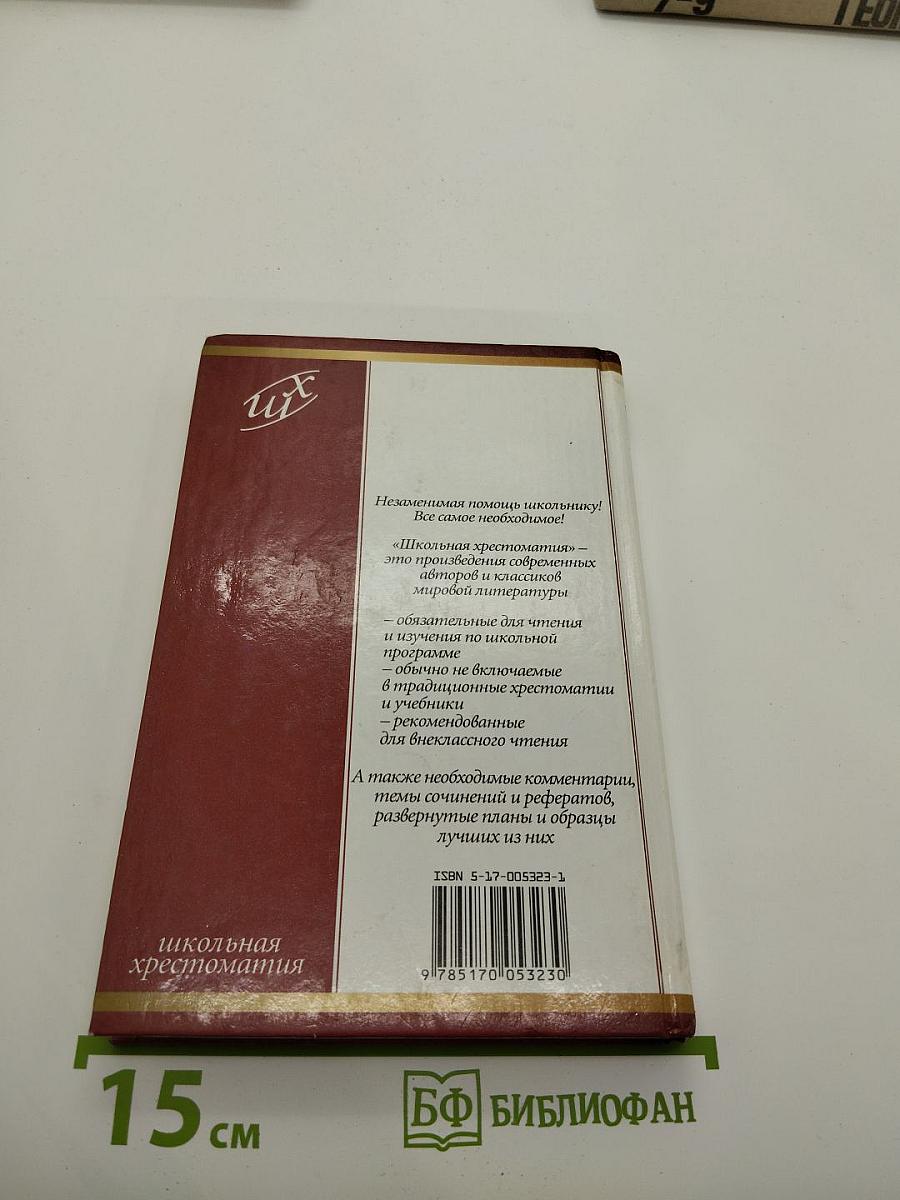 7-9
ШХ
Незаменимая помощь школьнику!
Все самое необходимое!
«Школьная хрестоматия» –
это произведения современных
авторов и классиков
мировой литературы
– обязательные для чтения
и изучения по школьной
программе
– обычно не включаемые
в традиционные хрестоматии
и учебники
– рекомендованные
для внеклассного чтения
А также необходимые комментарии,
темы сочинений и рефератов,
развернутые планы и образцы
лучших из них
ISBN 5-17-005323-1
9 785170 053230
школьная
хрестоматия
15 см
БФ БИБЛИОФАН